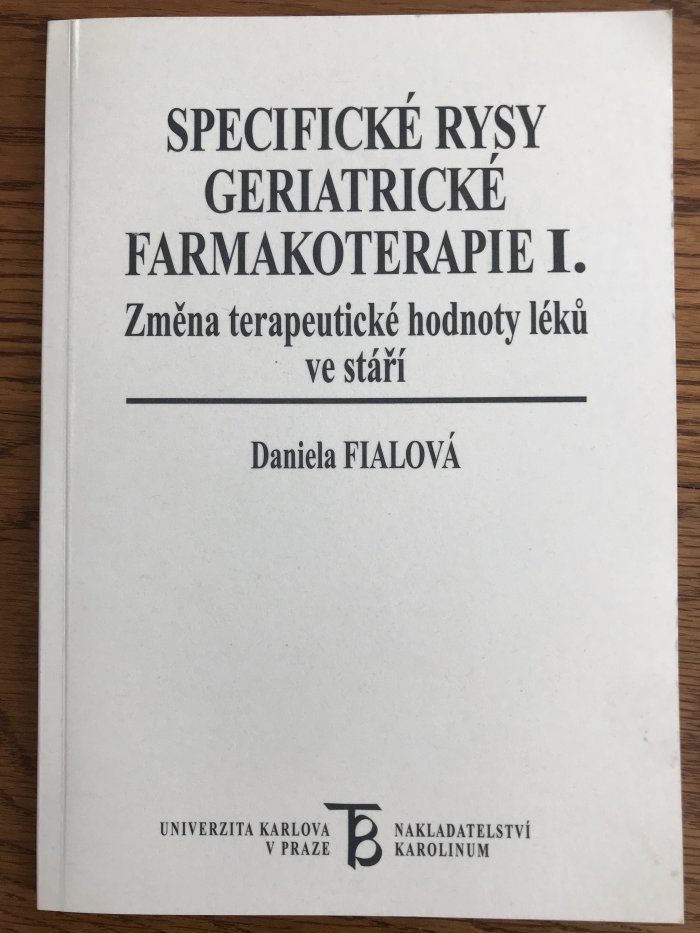 SPECIFICKÉ RYSY
GERIATRICKÉ
FARMAKOTERAPIE I.
Změna terapeutické hodnoty léků
ve stáří
Daniela FIALOVÁ
UNIVERZITA KARLOVA
V PRAZE
NAKLADATELSTVÍ
KAROLINUM